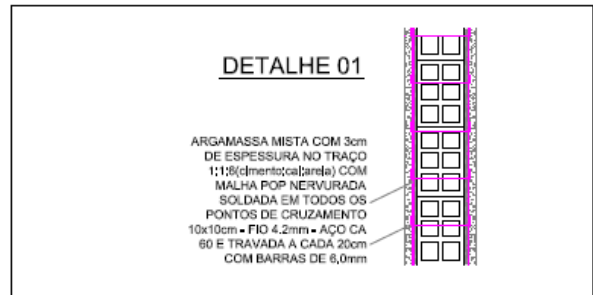 DETALHE 01
ARGAMASSA MISTA COM 3cm
DE ESPESSURA NO TRAÇO
1;1;6(cimento;cal;areia) COM
MALHA POP NERVURADA
SOLDADA EM TODOS OS
PONTOS DE CRUZAMENTO
10x10cm - FIO 4.2mm - AÇO CA
60 E TRAVADA A CADA 20cm
COM BARRAS DE 6,0mm